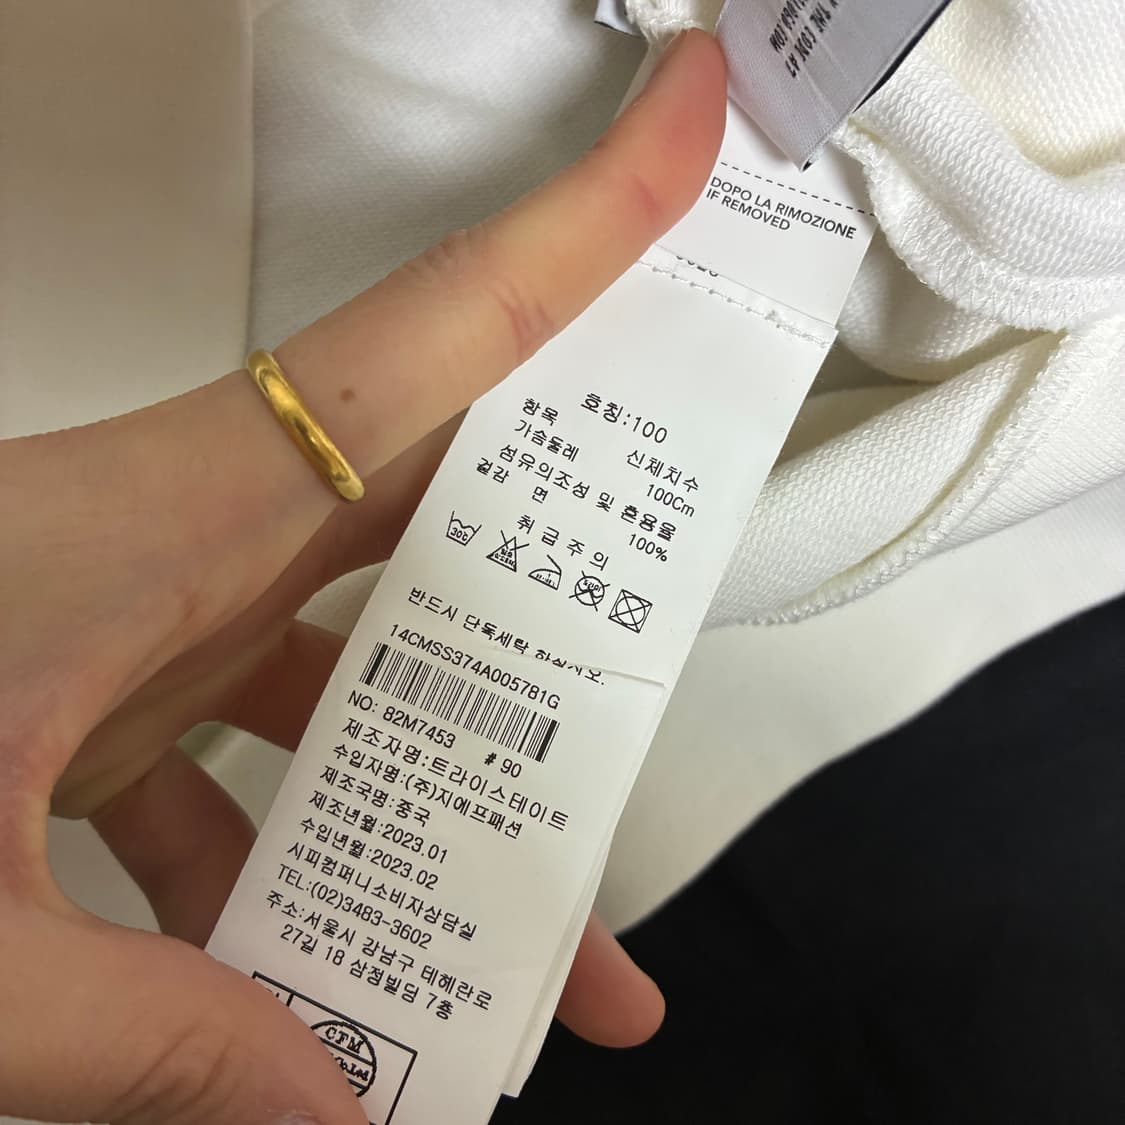 DOPO LA RIMOZIONE
IF REMOVED
호칭:100
항목 신체치수
가슴둘레 100Cm
섬유의조성 및 혼용율
겉감 면 100%
취급주의
30℃
반드시 단독세탁 하십시오.
14CMSS374A005781G
NO: 82M7453 #90
제조자명:트라이스테이트
수입자명:(주)지에프패션
제조국명:중국
제조년월:2023.01
수입년월:2023.02
시피컴퍼니소비자상담실
TEL:(02)3483-3602
주소:서울시 강남구 테헤란로
27길 18 삼정빌딩 7층
CFM